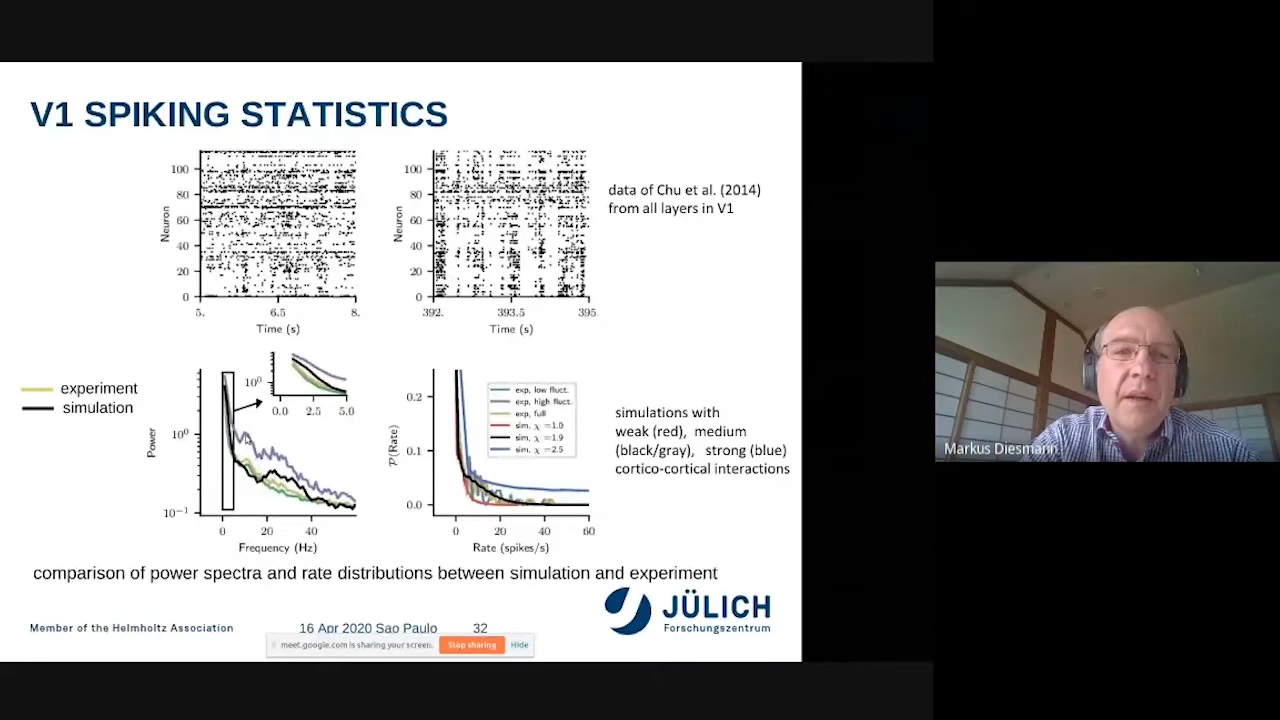 V1 SPIKING STATISTICS
100
80
60
40
20
0
Neuron
5.
6.5
8.
Time (s)
100
80
60
40
20
0
Neuron
392.
393.5
395.
Time (s)
data of Chu et al. (2014)
from all layers in V1
experiment
simulation
10⁰
10⁻¹
Power
0
20
40
Frequency (Hz)
10⁰
0.0
2.5
5.0
0.2
0.1
0.0
P(Rate)
0
20
40
60
Rate (spikes/s)
exp, low fluct.
exp, high fluct.
exp, full
sim, χ =1.0
sim, χ =1.9
sim, χ =2.5
simulations with
weak (red), medium
(black/gray), strong (blue)
cortico-cortical interactions
comparison of power spectra and rate distributions between simulation and experiment
JÜLICH
Forschungszentrum
Member of the Helmholtz Association
16 Apr 2020 Sao Paulo
32
meet.google.com is sharing your screen.
Stop sharing
Hide
Markus Diesmann